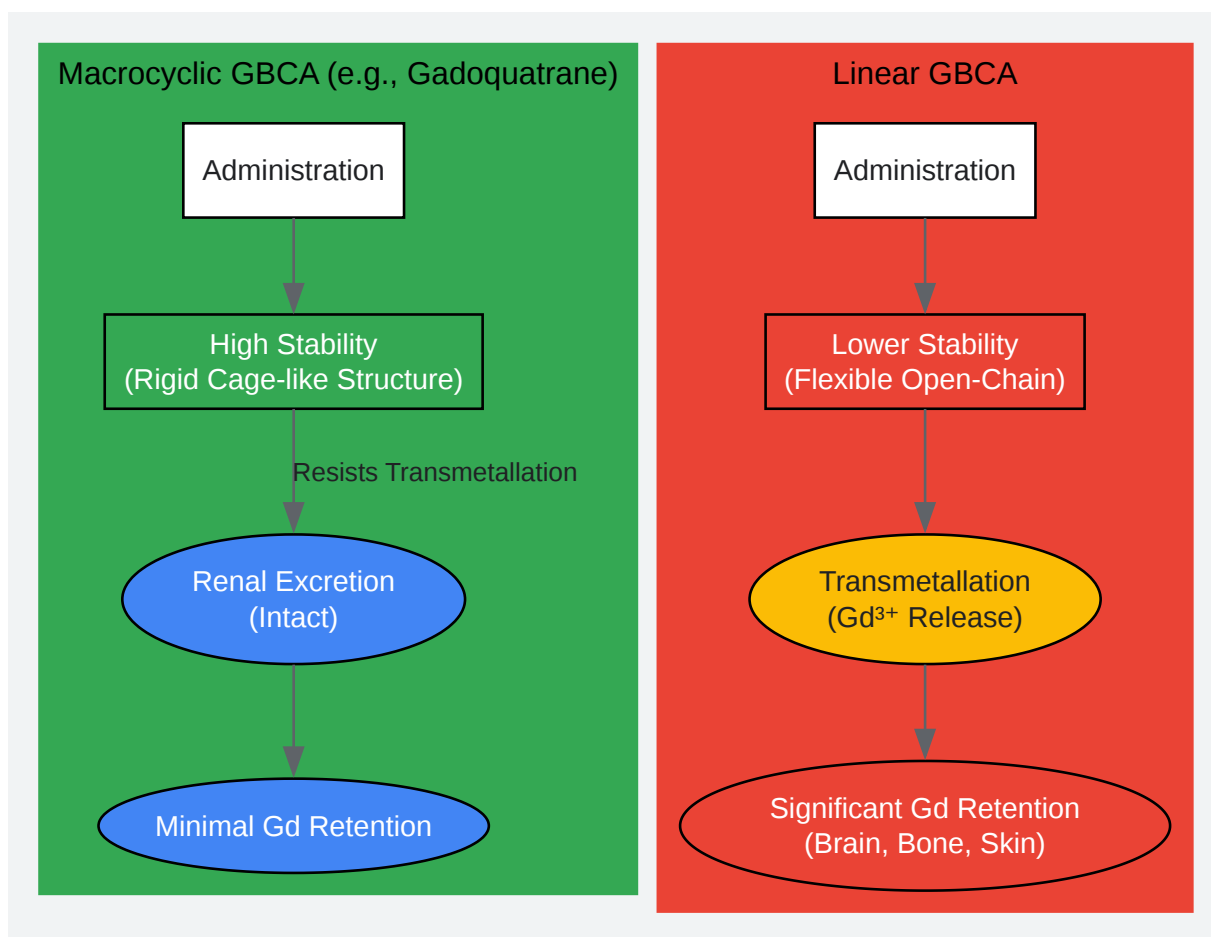 Macrocyclic GBCA (e.g., Gadoquatrane)
Administration
High Stability
(Rigid Cage-like Structure)
Resists Transmetallation
Renal Excretion
(Intact)
Minimal Gd Retention
Linear GBCA
Administration
Lower Stability
(Flexible Open-Chain)
Transmetallation
(Gd³⁺ Release)
Significant Gd Retention
(Brain, Bone, Skin)